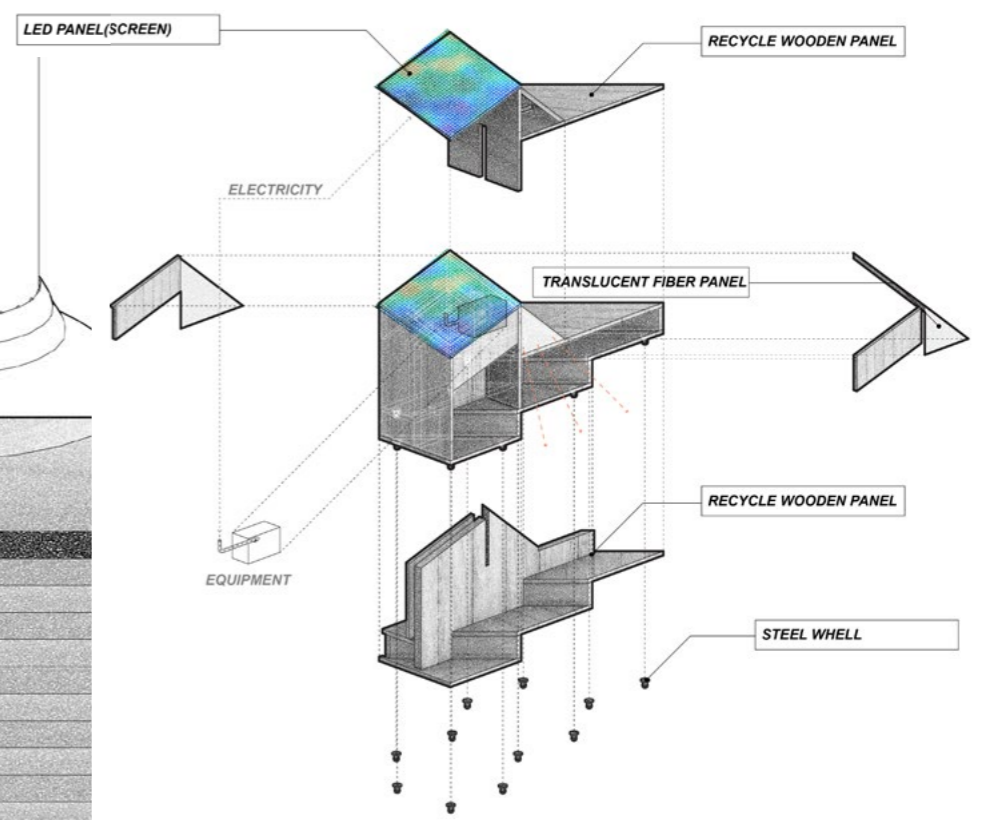 LED PANEL(SCREEN)
RECYCLE WOODEN PANEL
ELECTRICITY
TRANSLUCENT FIBER PANEL
RECYCLE WOODEN PANEL
EQUIPMENT
STEEL WHELL